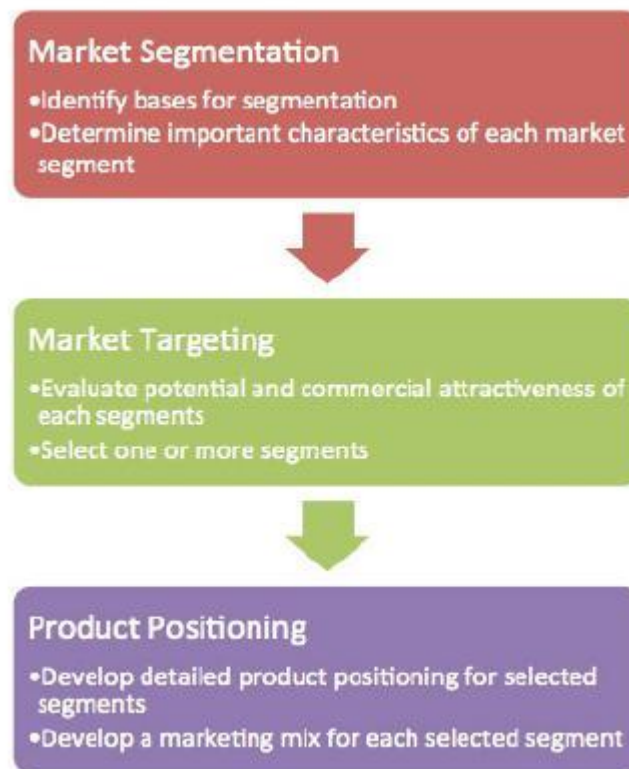 Market Segmentation
•Identify bases for segmentation
•Determine important characteristics of each market
segment
Market Targeting
•Evaluate potential and commercial attractiveness of
each segments
•Select one or more segments
Product Positioning
•Develop detailed product positioning for selected
segments
•Develop a marketing mix for each selected segment